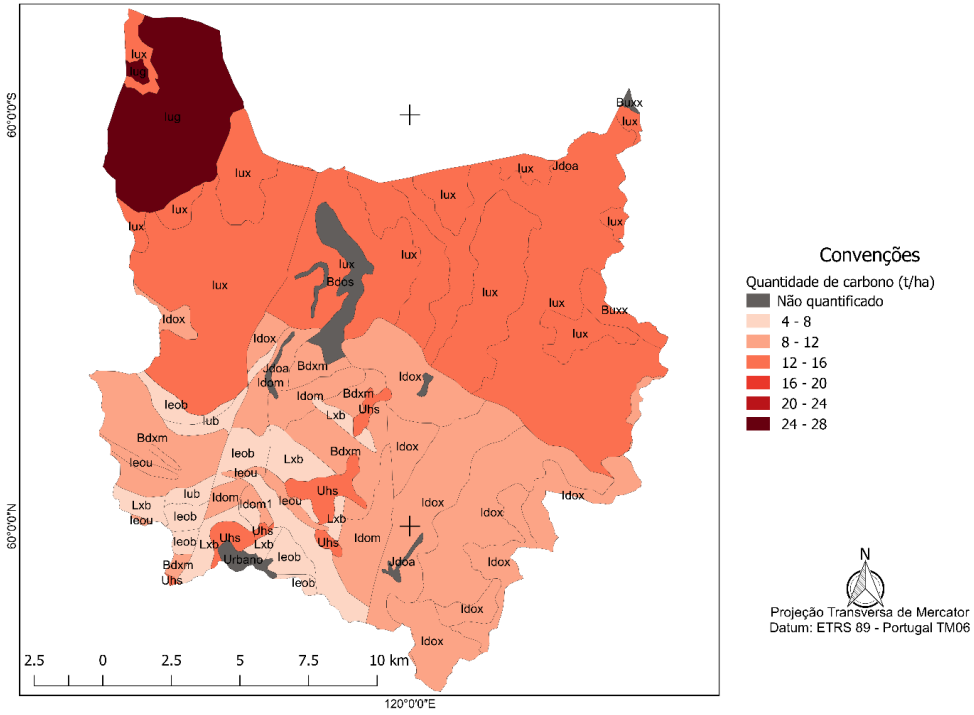 60°0'0"S
60°0'0"N
Iux
Iug
Iug
Buxx
Iux
Iux
Iux
Jdoa
Iux
Iux
Iux
Iux
Iux
Iux
Bdos
Iux
Iux
Iux
Iux
Buxx
Idox
Iux
Idox
Jdoa
Bdxm
Idom
Idox
Ieob
Idom
Bdxm
Uhs
Iub
Lxb
Bdxm
Idox
Ieob
Lxb
Bdxm
Ieou
Ieou
Uhs
Ieou
Idox
Iub
Idom
Idom1
Idox
Idox
Lxb
Ieou
Ieob
Lxb
Uhs
Uhs
Ieob
Lxb
Lxb
Uhs
Idom
Urbano
Ieob
Jdoa
Idox
Bdxm
Uhs
Ieob
Idox
Idox
2.5 0 2.5 5 7.5 10 km
120°0'0"E
Convenções
Quantidade de carbono (t/ha)
Não quantificado
4 - 8
8 - 12
12 - 16
16 - 20
20 - 24
24 - 28
N
Projeção Transversa de Mercator
Datum: ETRS 89 - Portugal TM06